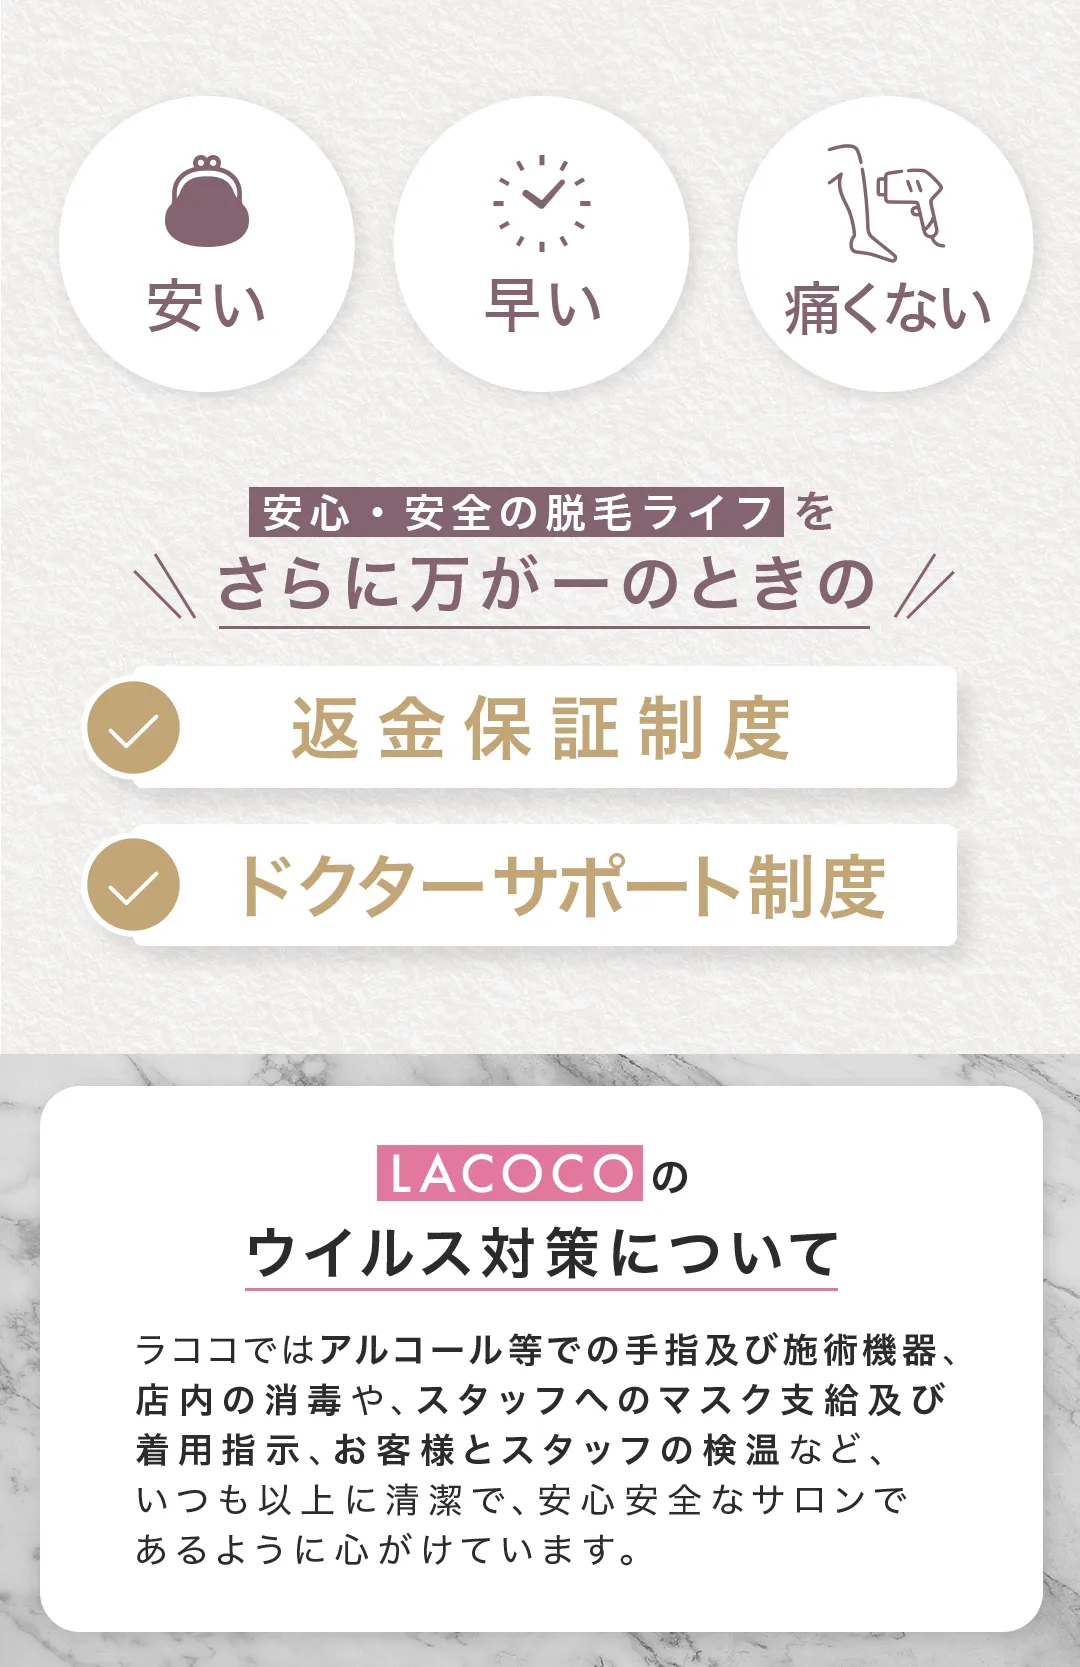 安い
早い
痛くない
安心・安全の脱毛ライフを
さらに万が一のときの
返金保証制度
ドクターサポート制度
LACOCOの
ウイルス対策について
ラココではアルコール等での手指及び施術機器、
店内の消毒や、スタッフへのマスク支給及び
着用指示、お客様とスタッフの検温など、
いつも以上に清潔で、安心安全なサロンで
あるように心がけています。